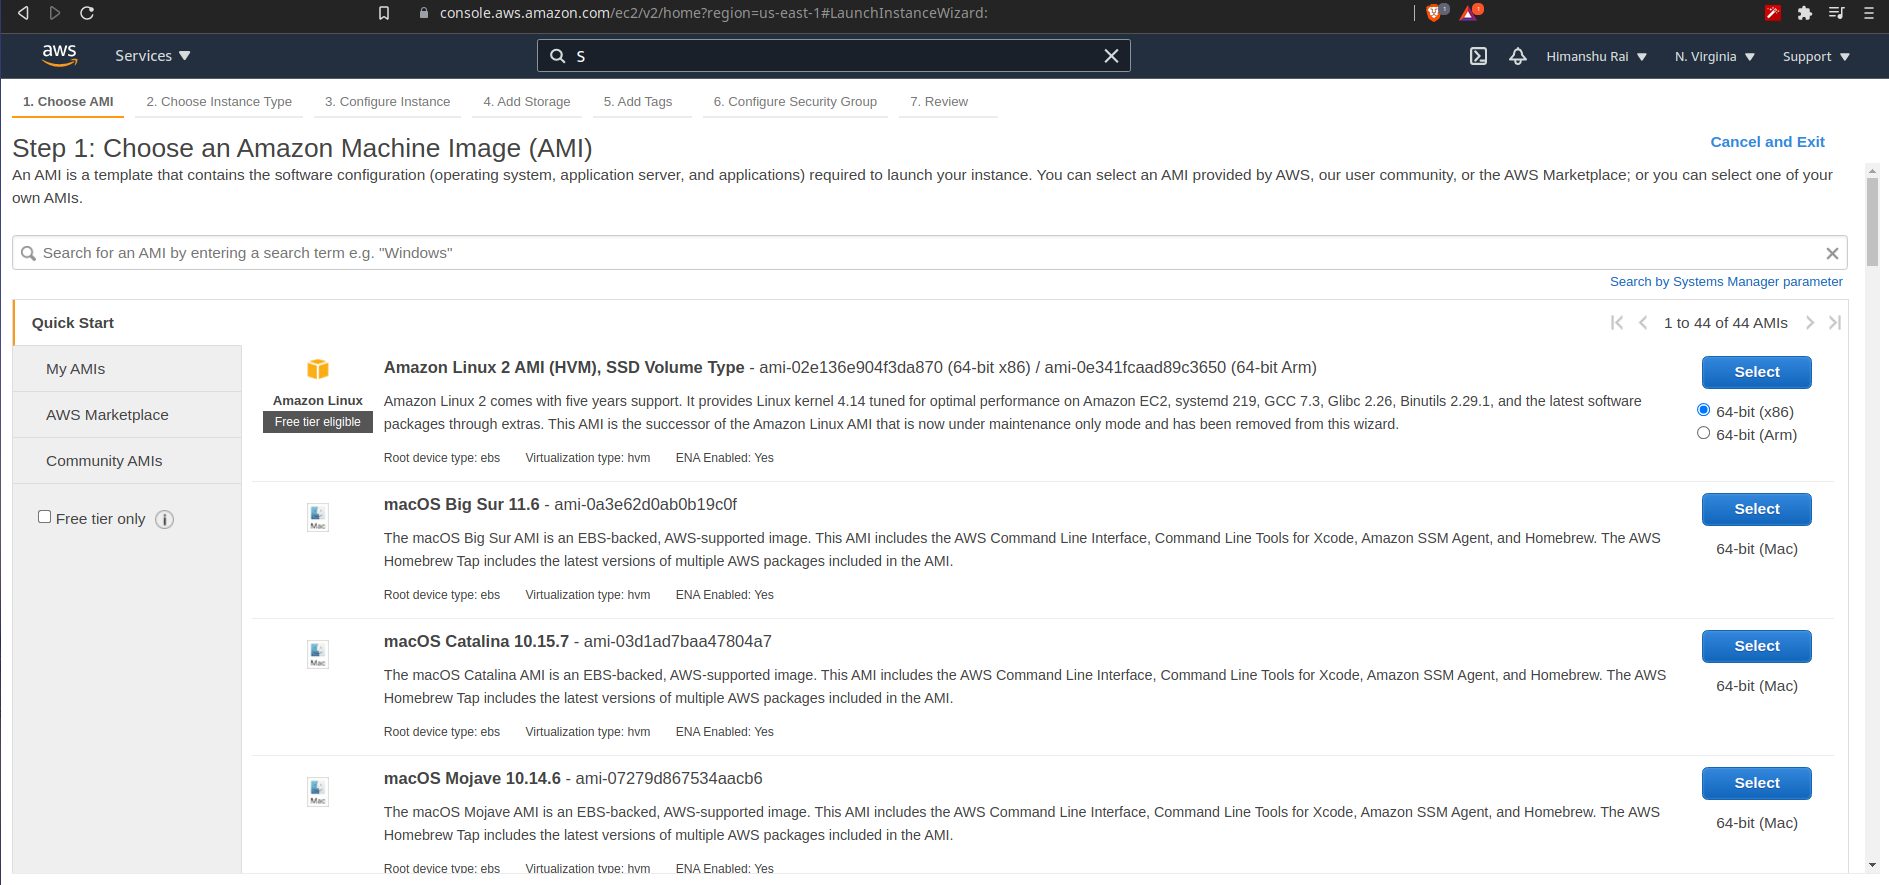 console.aws.amazon.com/ec2/v2/home?region=us-east-1#LaunchInstanceWizard:
1
1
aws
Services
S
Himanshu Rai
N. Virginia
Support
1. Choose AMI
2. Choose Instance Type
3. Configure Instance
4. Add Storage
5. Add Tags
6. Configure Security Group
7. Review
Step 1: Choose an Amazon Machine Image (AMI)
Cancel and Exit
An AMI is a template that contains the software configuration (operating system, application server, and applications) required to launch your instance. You can select an AMI provided by AWS, our user community, or the AWS Marketplace; or you can select one of your
own AMIs.
Search for an AMI by entering a search term e.g. "Windows"
Search by Systems Manager parameter
Quick Start
1 to 44 of 44 AMIs
My AMIs
AWS Marketplace
Community AMIs
Free tier only
i
Amazon Linux
Free tier eligible
Amazon Linux 2 AMI (HVM), SSD Volume Type - ami-02e136e904f3da870 (64-bit x86) / ami-0e341fcaad89c3650 (64-bit Arm)
Amazon Linux 2 comes with five years support. It provides Linux kernel 4.14 tuned for optimal performance on Amazon EC2, systemd 219, GCC 7.3, Glibc 2.26, Binutils 2.29.1, and the latest software
packages through extras. This AMI is the successor of the Amazon Linux AMI that is now under maintenance only mode and has been removed from this wizard.
Root device type: ebs Virtualization type: hvm ENA Enabled: Yes
Select
64-bit (x86)
64-bit (Arm)
Mac
macOS Big Sur 11.6 - ami-0a3e62d0ab0b19c0f
The macOS Big Sur AMI is an EBS-backed, AWS-supported image. This AMI includes the AWS Command Line Interface, Command Line Tools for Xcode, Amazon SSM Agent, and Homebrew. The AWS
Homebrew Tap includes the latest versions of multiple AWS packages included in the AMI.
Root device type: ebs Virtualization type: hvm ENA Enabled: Yes
Select
64-bit (Mac)
Mac
macOS Catalina 10.15.7 - ami-03d1ad7baa47804a7
The macOS Catalina AMI is an EBS-backed, AWS-supported image. This AMI includes the AWS Command Line Interface, Command Line Tools for Xcode, Amazon SSM Agent, and Homebrew. The AWS
Homebrew Tap includes the latest versions of multiple AWS packages included in the AMI.
Root device type: ebs Virtualization type: hvm ENA Enabled: Yes
Select
64-bit (Mac)
Mac
macOS Mojave 10.14.6 - ami-07279d867534aacb6
The macOS Mojave AMI is an EBS-backed, AWS-supported image. This AMI includes the AWS Command Line Interface, Command Line Tools for Xcode, Amazon SSM Agent, and Homebrew. The AWS
Homebrew Tap includes the latest versions of multiple AWS packages included in the AMI.
Root device type: ebs Virtualization type: hvm ENA Enabled: Yes
Select
64-bit (Mac)